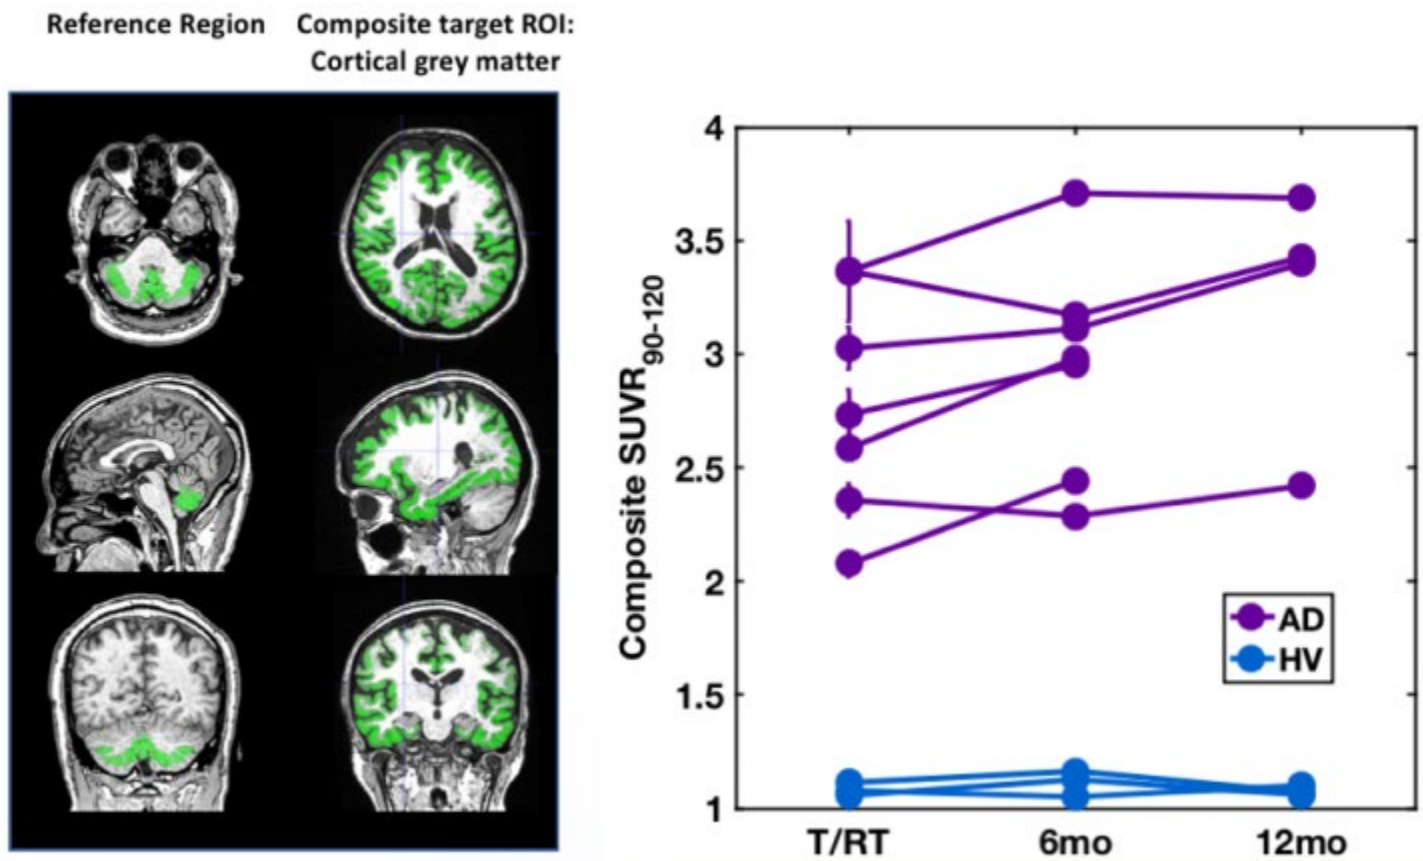 Reference Region
Composite target ROI:
Cortical grey matter
Composite SUVR90-120
4
3.5
3
2.5
2
1.5
1
T/RT
6mo
12mo
AD
HV